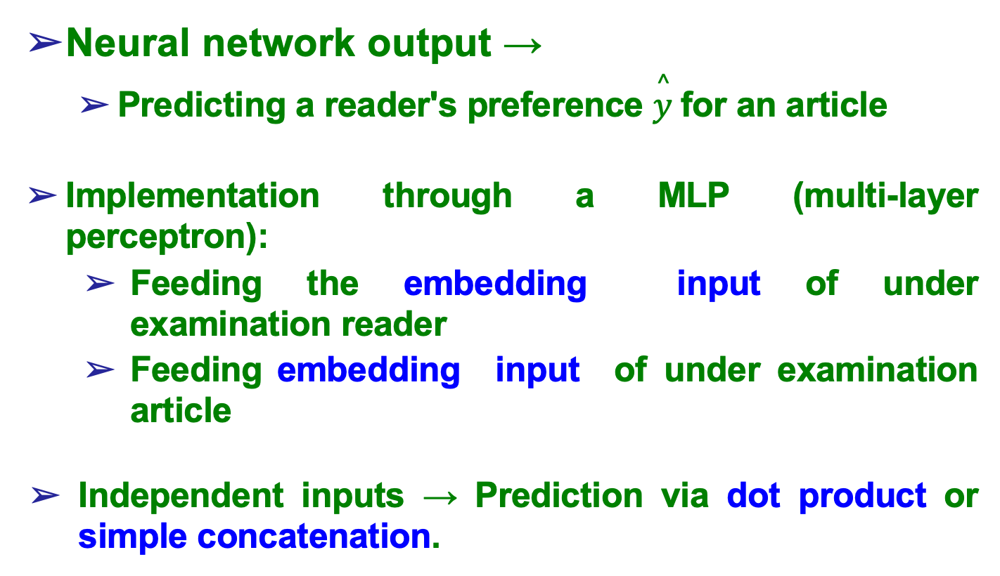 ➢Neural network output →
➢ Predicting a reader's preference ŷ for an article
➢ Implementation through a MLP (multi-layer
perceptron):
➢ Feeding the embedding input of under
examination reader
➢ Feeding embedding input of under examination
article
➢ Independent inputs → Prediction via dot product or
simple concatenation.